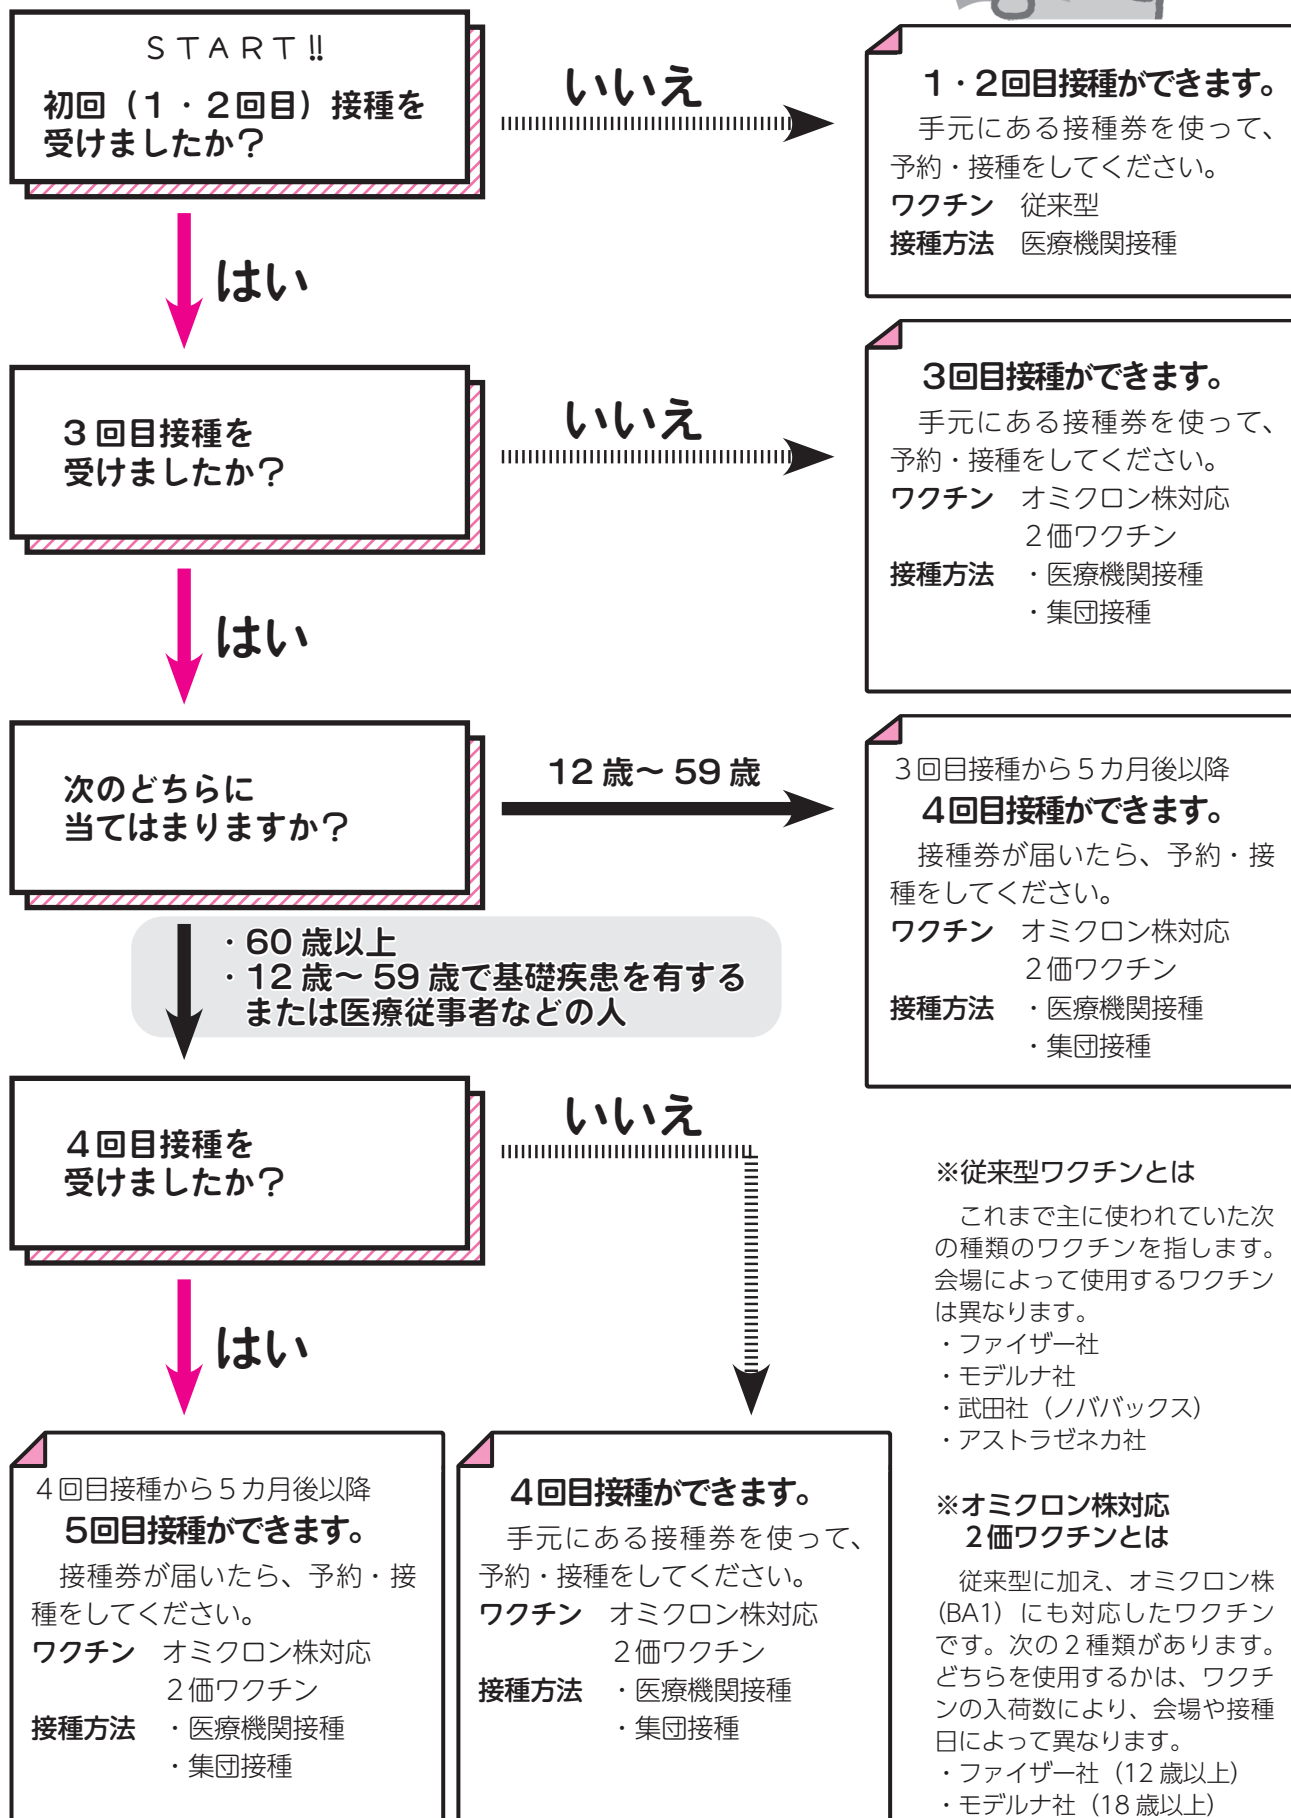 ＳＴＡＲＴ!!
初回（１・２回目）接種を
受けましたか？
いいえ
１・２回目接種ができます。
手元にある接種券を使って、
予約・接種をしてください。
ワクチン　従来型
接種方法　医療機関接種
はい
３回目接種を
受けましたか？
いいえ
３回目接種ができます。
手元にある接種券を使って、
予約・接種をしてください。
ワクチン　オミクロン株対応
２価ワクチン
接種方法　・医療機関接種
・集団接種
はい
次のどちらに
当てはまりますか？
12 歳～ 59 歳
３回目接種から５カ月後以降
４回目接種ができます。
接種券が届いたら、予約・接
種をしてください。
ワクチン　オミクロン株対応
２価ワクチン
接種方法　・医療機関接種
・集団接種
・60 歳以上
・12 歳～ 59 歳で基礎疾患を有する
または医療従事者などの人
４回目接種を
受けましたか？
いいえ
はい
４回目接種から５カ月後以降
５回目接種ができます。
接種券が届いたら、予約・接
種をしてください。
ワクチン　オミクロン株対応
２価ワクチン
接種方法　・医療機関接種
・集団接種
４回目接種ができます。
手元にある接種券を使って、
予約・接種をしてください。
ワクチン　オミクロン株対応
２価ワクチン
接種方法　・医療機関接種
・集団接種
※従来型ワクチンとは
これまで主に使われていた次
の種類のワクチンを指します。
会場によって使用するワクチン
は異なります。
・ファイザー社
・モデルナ社
・武田社（ノババックス）
・アストラゼネカ社
※オミクロン株対応
２価ワクチンとは
従来型に加え、オミクロン株
（BA1）にも対応したワクチン
です。次の２種類があります。
どちらを使用するかは、ワクチ
ンの入荷数により、会場や接種
日によって異なります。
・ファイザー社（12 歳以上）
・モデルナ社（18 歳以上）